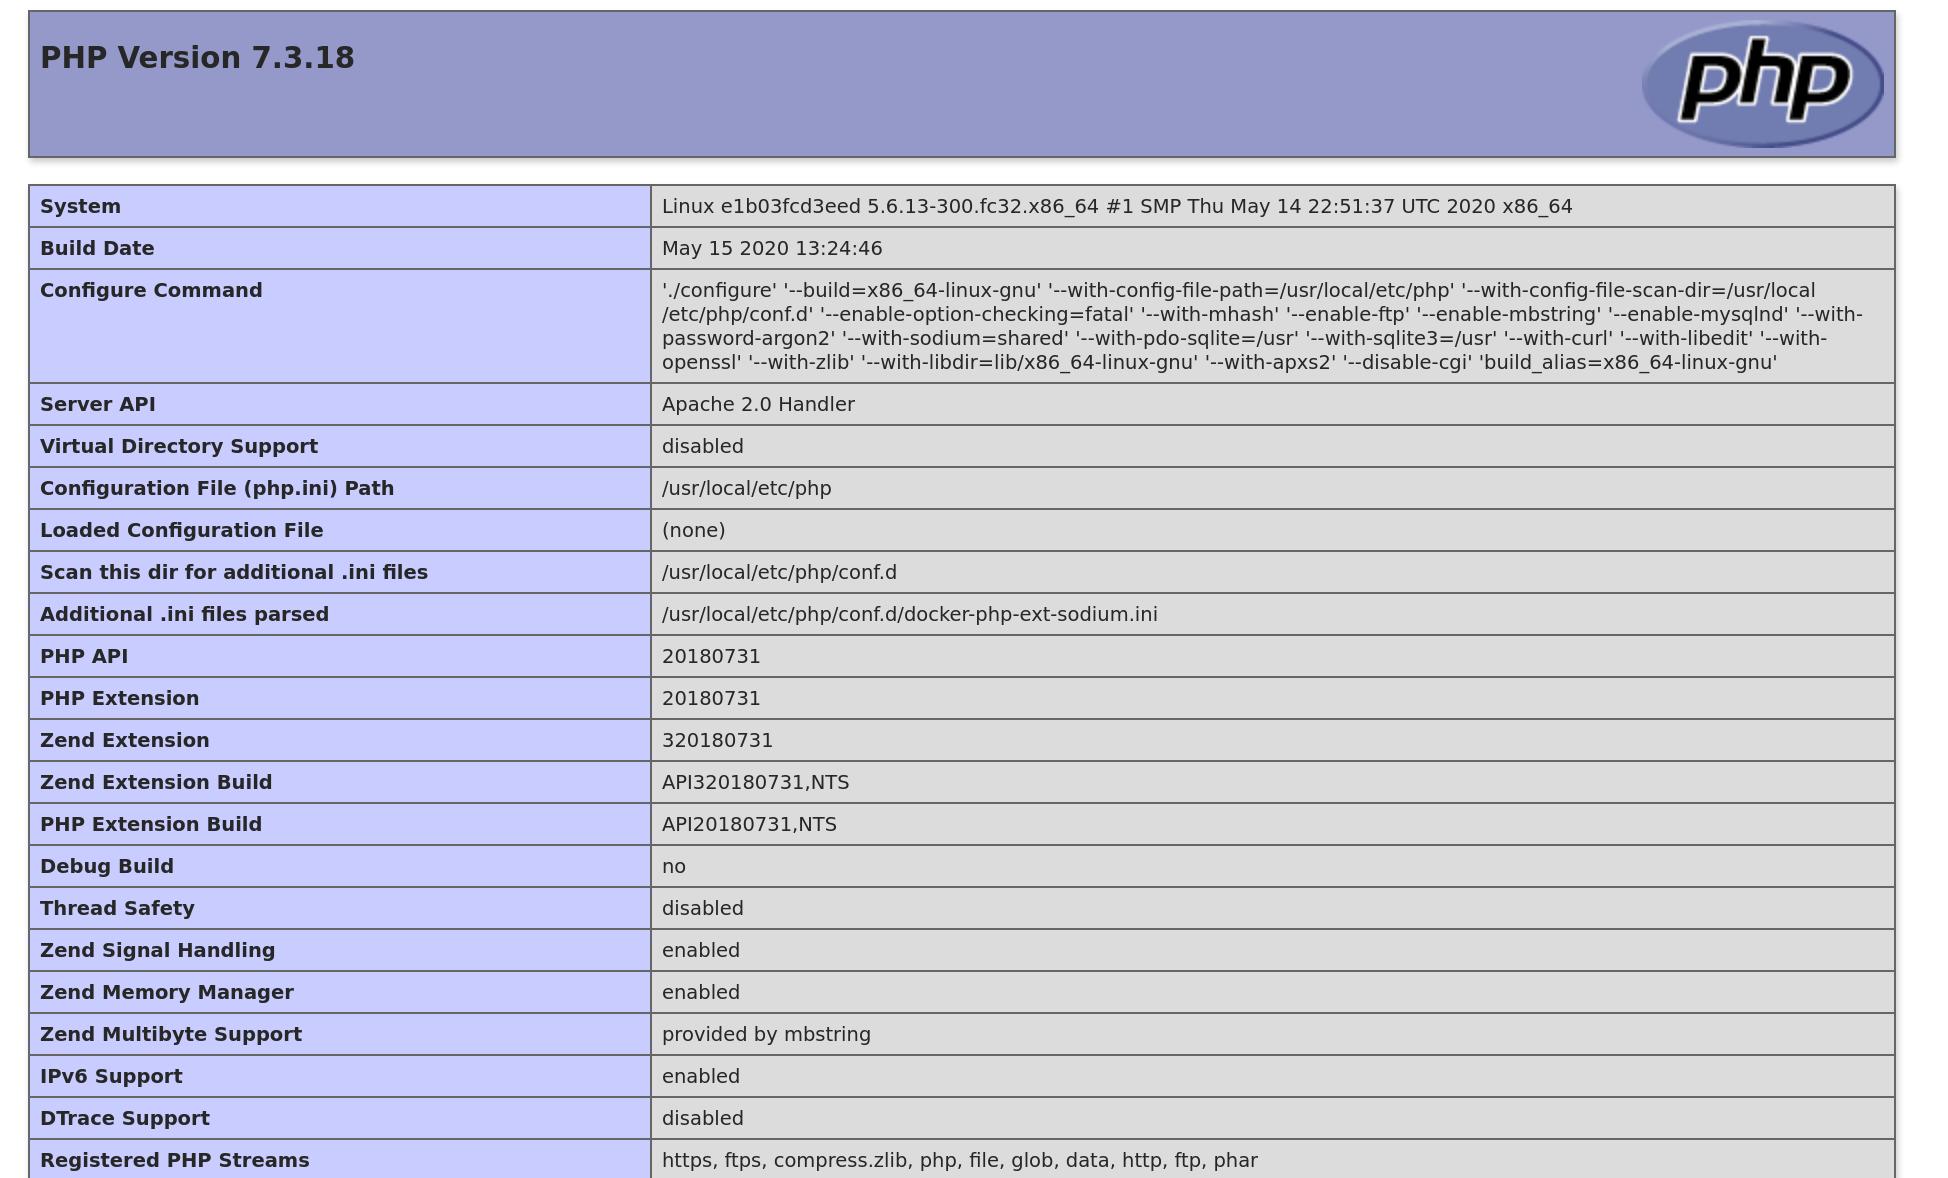 PHP Version 7.3.18
php
System Linux e1b03fcd3eed 5.6.13-300.fc32.x86_64 #1 SMP Thu May 14 22:51:37 UTC 2020 x86_64
Build Date May 15 2020 13:24:46
Configure Command './configure' '--build=x86_64-linux-gnu' '--with-config-file-path=/usr/local/etc/php' '--with-config-file-scan-dir=/usr/local
/etc/php/conf.d' '--enable-option-checking=fatal' '--with-mhash' '--enable-ftp' '--enable-mbstring' '--enable-mysqlnd' '--with-
password-argon2' '--with-sodium=shared' '--with-pdo-sqlite=/usr' '--with-sqlite3=/usr' '--with-curl' '--with-libedit' '--with-
openssl' '--with-zlib' '--with-libdir=lib/x86_64-linux-gnu' '--with-apxs2' '--disable-cgi' 'build_alias=x86_64-linux-gnu'
Server API Apache 2.0 Handler
Virtual Directory Support disabled
Configuration File (php.ini) Path /usr/local/etc/php
Loaded Configuration File (none)
Scan this dir for additional .ini files /usr/local/etc/php/conf.d
Additional .ini files parsed /usr/local/etc/php/conf.d/docker-php-ext-sodium.ini
PHP API 20180731
PHP Extension 20180731
Zend Extension 320180731
Zend Extension Build API320180731,NTS
PHP Extension Build API20180731,NTS
Debug Build no
Thread Safety disabled
Zend Signal Handling enabled
Zend Memory Manager enabled
Zend Multibyte Support provided by mbstring
IPv6 Support enabled
DTrace Support disabled
Registered PHP Streams https, ftps, compress.zlib, php, file, glob, data, http, ftp, phar